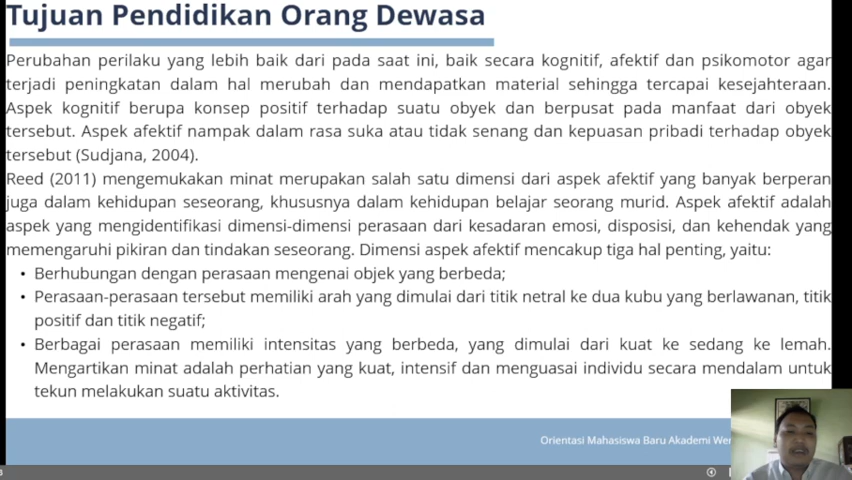 Tujuan Pendidikan Orang Dewasa
Perubahan perilaku yang lebih baik dari pada saat ini, baik secara kognitif, afektif dan psikomotor agar
terjadi peningkatan dalam hal merubah dan mendapatkan material sehingga tercapai kesejahteraan.
Aspek kognitif berupa konsep positif terhadap suatu obyek dan berpusat pada manfaat dari obyek
tersebut. Aspek afektif nampak dalam rasa suka atau tidak senang dan kepuasan pribadi terhadap obyek
tersebut (Sudjana, 2004).
Reed (2011) mengemukakan minat merupakan salah satu dimensi dari aspek afektif yang banyak berperan
juga dalam kehidupan seseorang, khususnya dalam kehidupan belajar seorang murid. Aspek afektif adalah
aspek yang mengidentifikasi dimensi-dimensi perasaan dari kesadaran emosi, disposisi, dan kehendak yang
memengaruhi pikiran dan tindakan seseorang. Dimensi aspek afektif mencakup tiga hal penting, yaitu:
• Berhubungan dengan perasaan mengenai objek yang berbeda;
• Perasaan-perasaan tersebut memiliki arah yang dimulai dari titik netral ke dua kubu yang berlawanan, titik
positif dan titik negatif;
• Berbagai perasaan memiliki intensitas yang berbeda, yang dimulai dari kuat ke sedang ke lemah.
Mengartikan minat adalah perhatian yang kuat, intensif dan menguasai individu secara mendalam untuk
tekun melakukan suatu aktivitas.
Orientasi Mahasiswa Baru Akademi